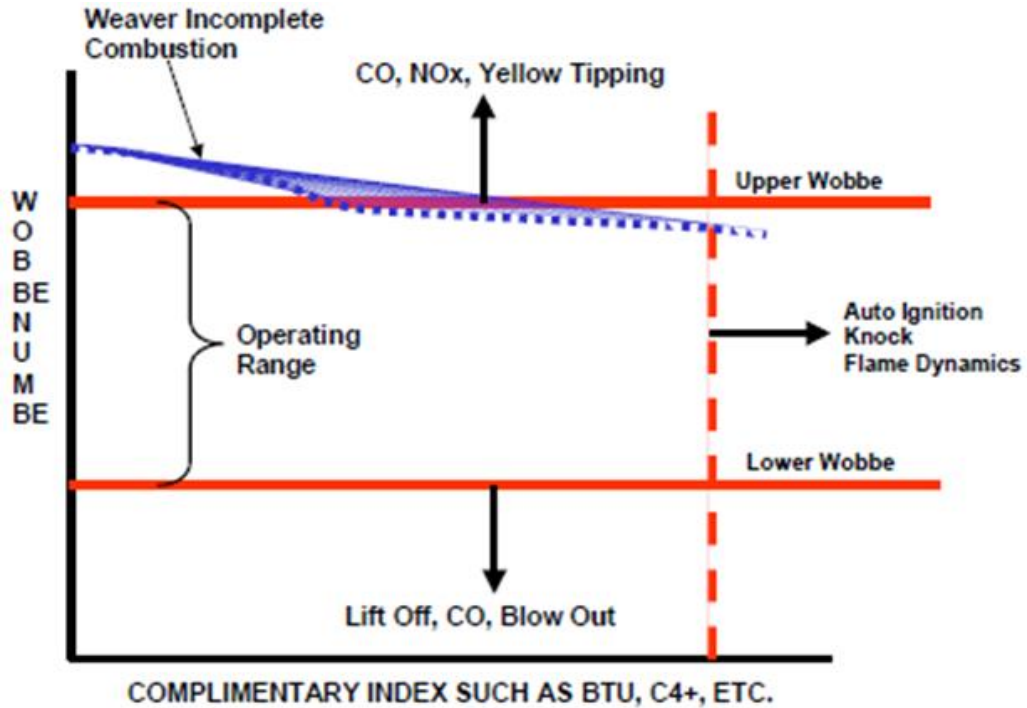 Weaver Incomplete
Combustion
CO, NOx, Yellow Tipping
Upper Wobbe
W
O
B
BE
N
U
M
BE
Operating
Range
Auto Ignition
Knock
Flame Dynamics
Lower Wobbe
Lift Off, CO, Blow Out
COMPLIMENTARY INDEX SUCH AS BTU, C4+, ETC.